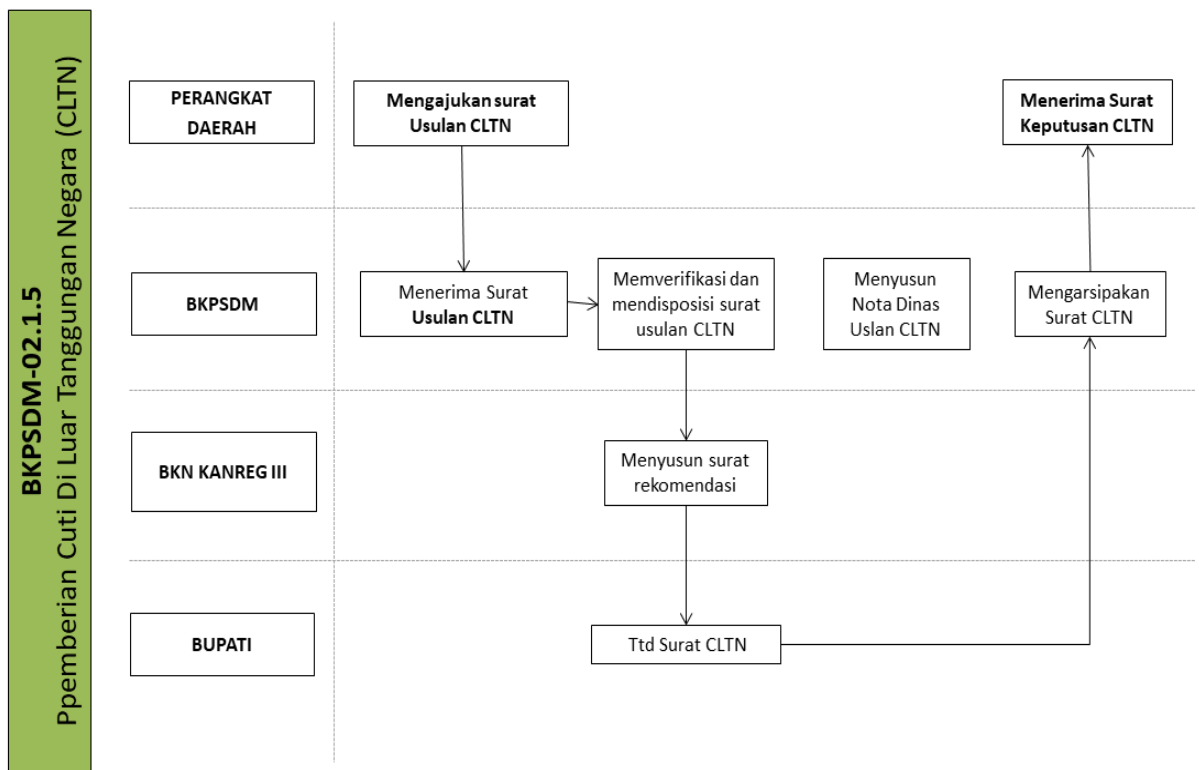 BKPSDM-02.1.5
Ppemberian Cuti Di Luar Tanggungan Negara (CLTN)
PERANGKAT
DAERAH
Mengajukan surat
Usulan CLTN
Menerima Surat
Keputusan CLTN
BKPSDM
Menerima Surat
Usulan CLTN
Memverifikasi dan
mendisposisi surat
usulan CLTN
Menyusun
Nota Dinas
Uslan CLTN
Mengarsipakan
Surat CLTN
BKN KANREG III
Menyusun surat
rekomendasi
BUPATI
Ttd Surat CLTN